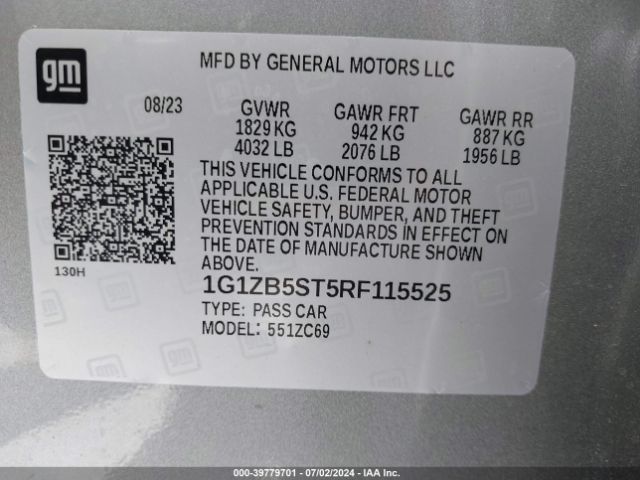 gm
MFD BY GENERAL MOTORS LLC
08/23
GVWR
1829 KG
4032 LB
GAWR FRT
942 KG
2076 LB
GAWR RR
887 KG
1956 LB
THIS VEHICLE CONFORMS TO ALL
APPLICABLE U.S. FEDERAL MOTOR
VEHICLE SAFETY, BUMPER, AND THEFT
PREVENTION STANDARDS IN EFFECT ON
THE DATE OF MANUFACTURE SHOWN
ABOVE.
130H
1G1ZB5ST5RF115525
TYPE: PASS CAR
MODEL: 551ZC69
000-39779701 - 07/02/2024 - IAA Inc.